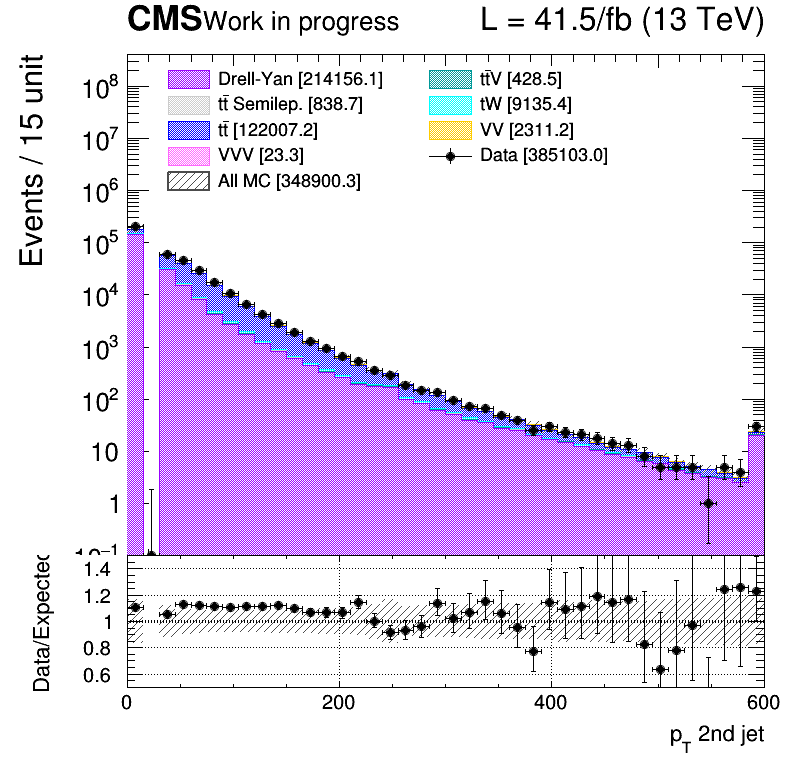 CMS Work in progress L = 41.5/fb (13 TeV)
Drell-Yan [214156.1] tt̄V [428.5]
tt̄ Semilep. [838.7] tW [9135.4]
tt̄ [122007.2] VV [2311.2]
VVV [23.3] Data [385103.0]
All MC [348900.3]
Events / 15 unit
10⁸
10⁷
10⁶
10⁵
10⁴
10³
10²
10
1
10⁻¹
Data/Expected
1.4
1.2
1
0.8
0.6
0 200 400 600
p_T 2nd jet